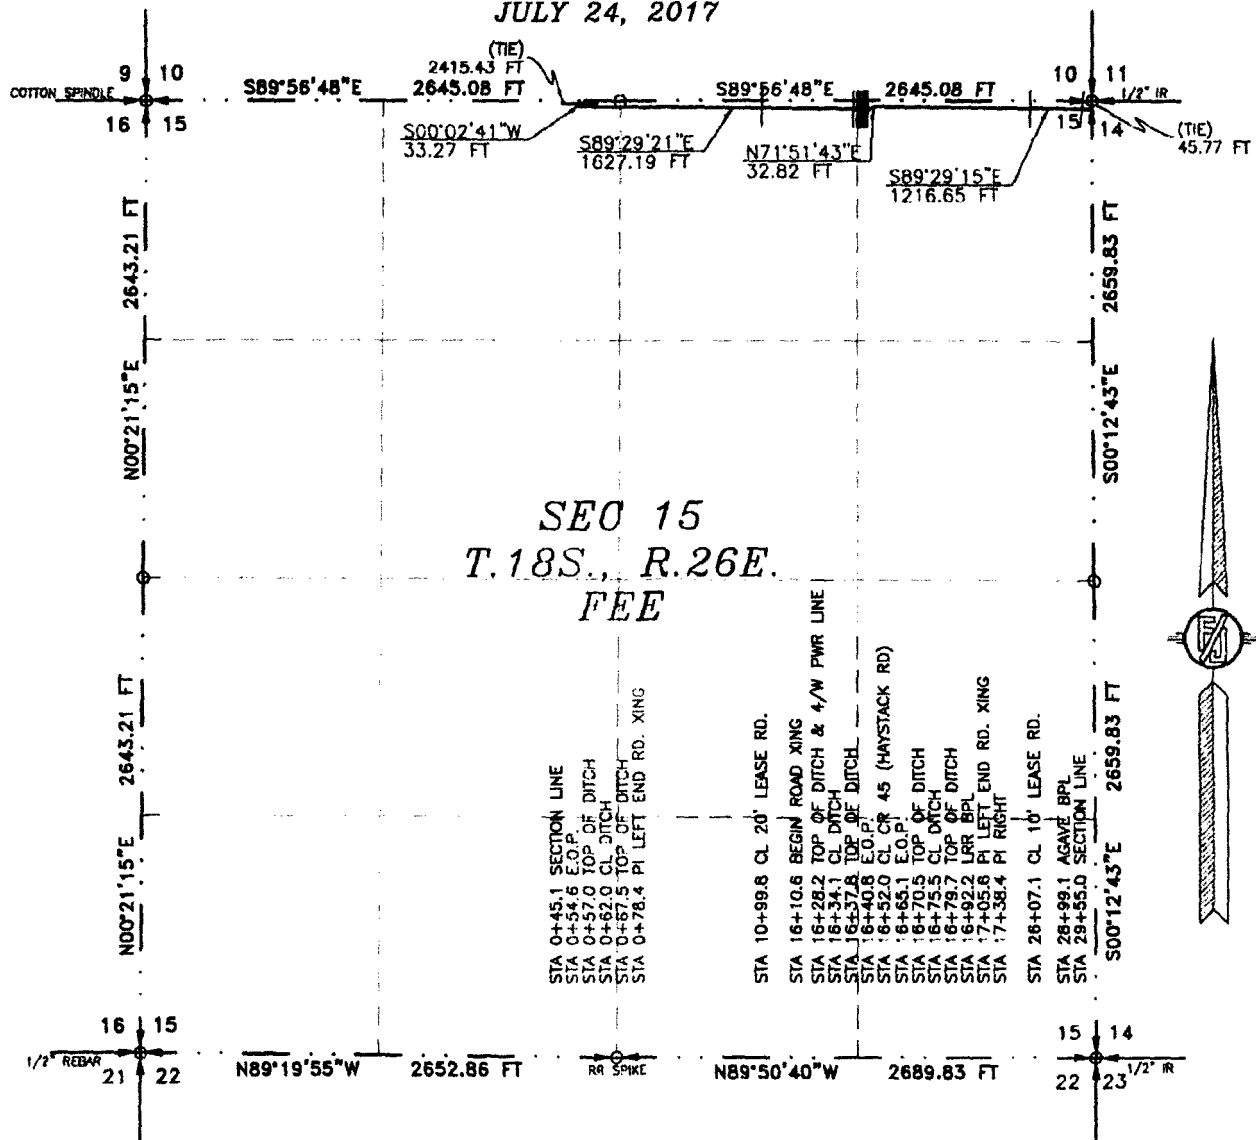 JULY 24, 2017
(TIE)
2415.43 FT
9 10
COTTON SPINDLE
16 15
S89°56'48"E 2645.08 FT
S89°56'48"E 2645.08 FT
10 11
1/2" IR
15 14
(TIE)
45.77 FT
S00°02'41"W
33.27 FT
S89°29'21"E
1627.19 FT
N71°51'43"E
32.82 FT
S89°29'15"E
1216.65 FT
N00°21'15"E 2643.21 FT
S00°12'43"E 2659.83 FT
SEC 15
T.18S., R.26E.
FEE
N00°21'15"E 2643.21 FT
S00°12'43"E 2659.83 FT
STA 0+45.1 SECTION LINE
STA 0+54.6 E.O.P.
STA 0+57.0 TOP OF DITCH
STA 0+62.0 CL DITCH
STA 0+67.5 TOP OF DITCH
STA 0+78.4 PI LEFT END RD. XING
STA 10+99.8 CL 20' LEASE RD.
STA 16+10.6 BEGIN ROAD XING
STA 16+28.2 TOP OF DITCH & 4/W PWR LINE
STA 16+34.1 CL DITCH
STA 16+37.8 TOP OF DITCH
STA 16+40.8 E.O.P.
STA 16+52.0 CL CR 45 (HAYSTACK RD)
STA 16+65.1 E.O.P.
STA 16+70.5 TOP OF DITCH
STA 16+75.5 CL DITCH
STA 16+79.7 TOP OF DITCH
STA 16+92.2 LRR BPL
STA 17+05.6 PI LEFT END RD. XING
STA 17+38.4 PI RIGHT
STA 26+07.1 CL 10' LEASE RD.
STA 28+99.1 AGAVE BPL
STA 29+55.0 SECTION LINE
16 15
1/2" REBAR
21 22
N89°19'55"W 2652.86 FT
RR SPIKE
N89°50'40"W 2689.83 FT
15 14
22 23
1/2" IR